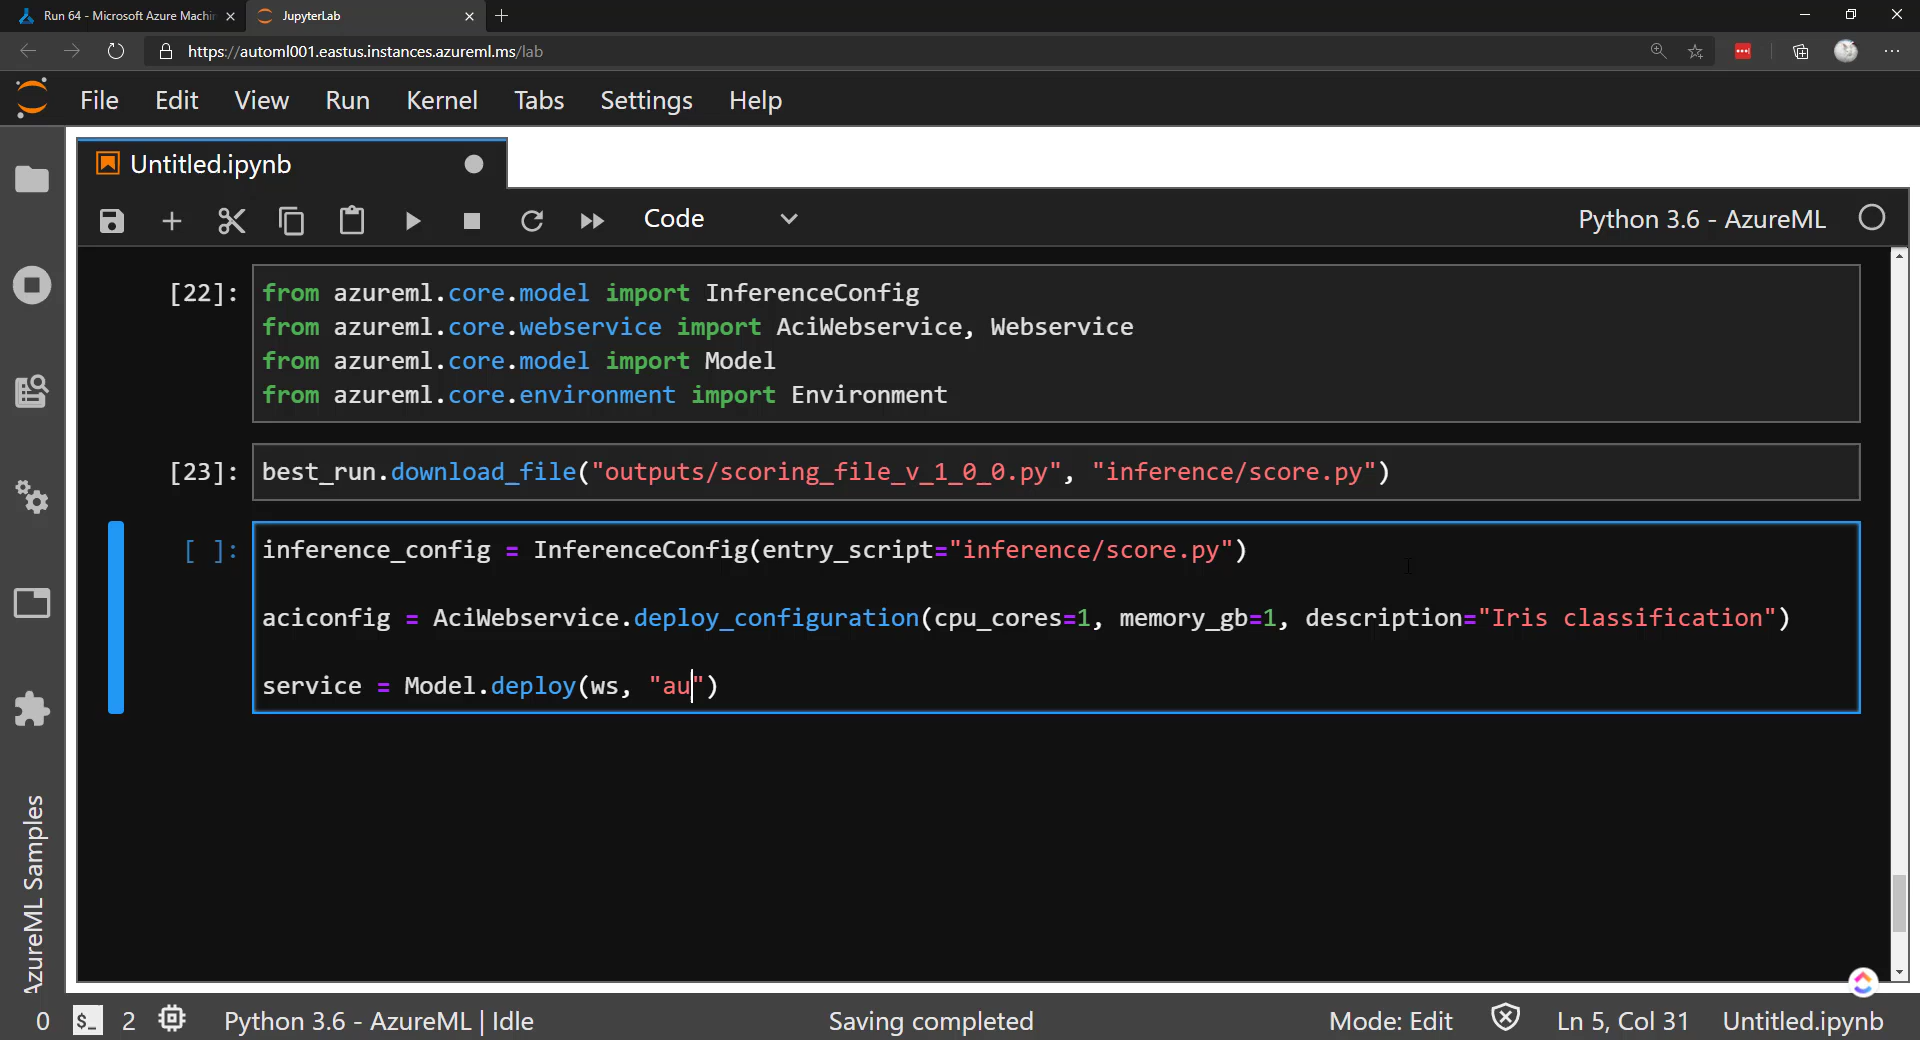 Run 64 - Microsoft Azure Machi
JupyterLab
https://automl001.eastus.instances.azureml.ms/lab
File Edit View Run Kernel Tabs Settings Help
Untitled.ipynb
Code
Python 3.6 - AzureML
[22]:
from azureml.core.model import InferenceConfig
from azureml.core.webservice import AciWebservice, Webservice
from azureml.core.model import Model
from azureml.core.environment import Environment
[23]:
best_run.download_file("outputs/scoring_file_v_1_0_0.py", "inference/score.py")
[ ]:
inference_config = InferenceConfig(entry_script="inference/score.py")
aciconfig = AciWebservice.deploy_configuration(cpu_cores=1, memory_gb=1, description="Iris classification")
service = Model.deploy(ws, "au")
AzureML Samples
0 $_ 2 Python 3.6 - AzureML | Idle
Saving completed
Mode: Edit
Ln 5, Col 31
Untitled.ipynb